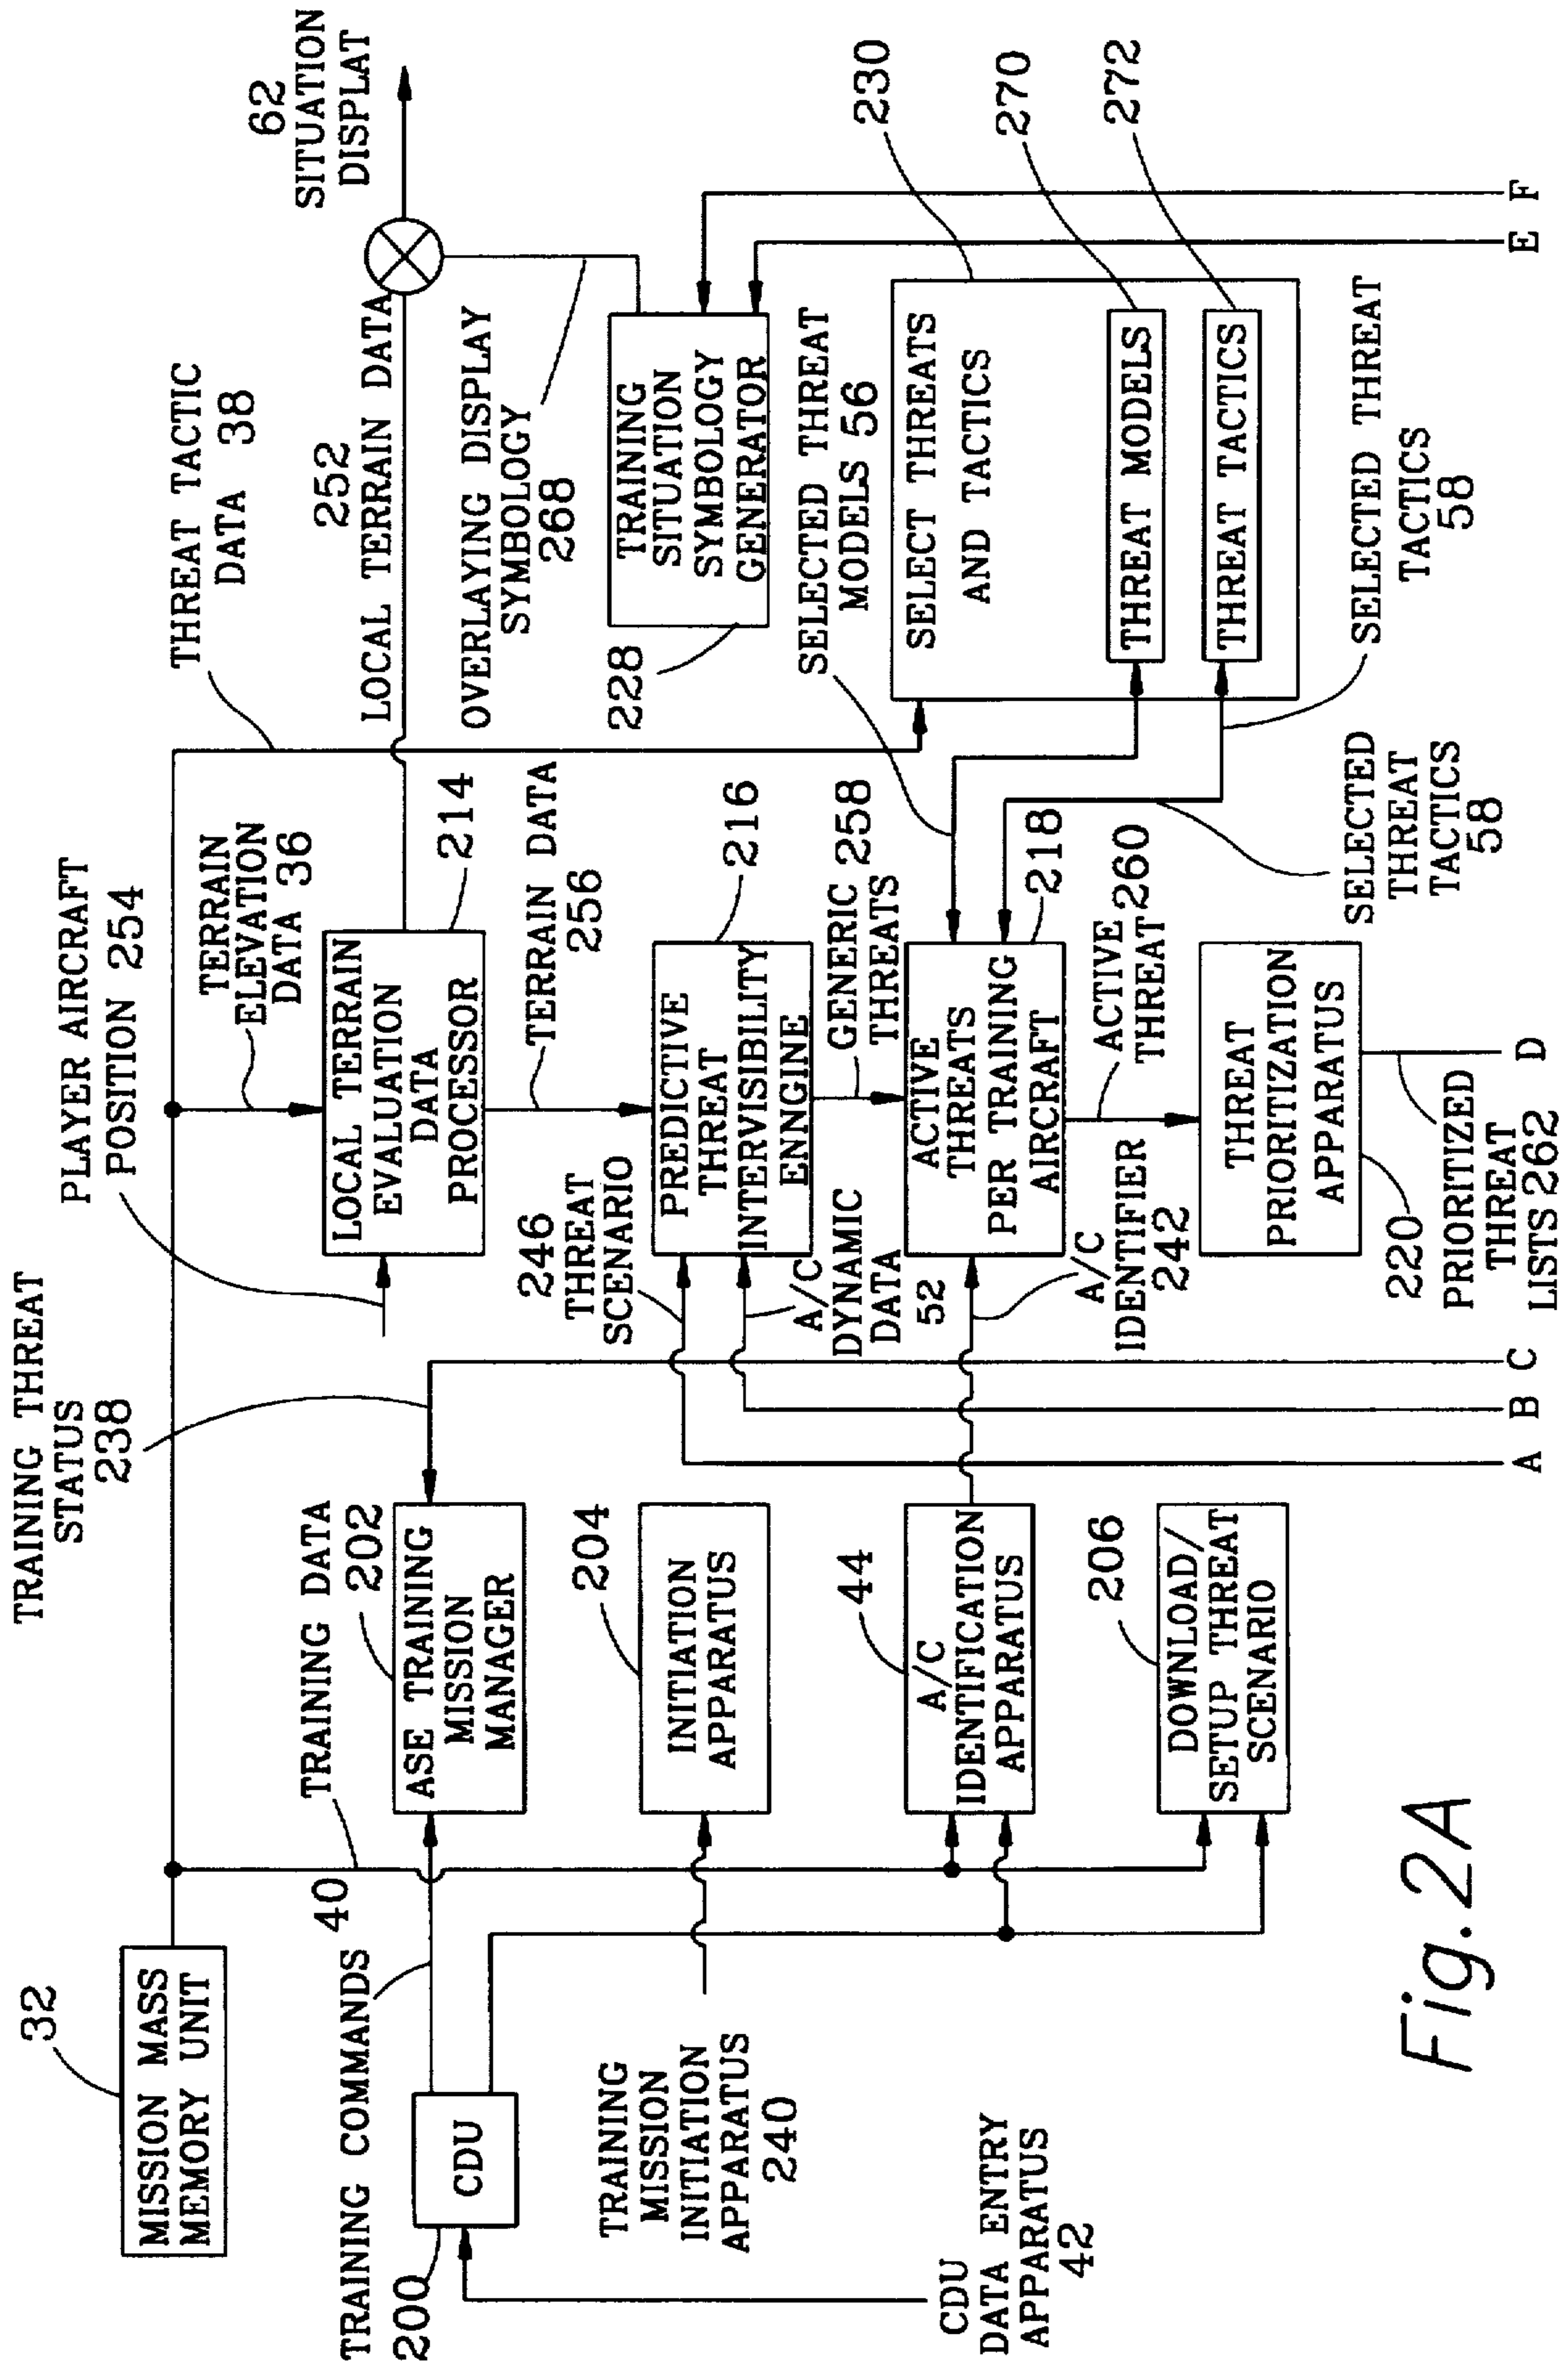 32
MISSION MASS
MEMORY UNIT
TRAINING THREAT
STATUS
238
PLAYER AIRCRAFT
POSITION 254
THREAT TACTIC
DATA 38
62
SITUATION
DISPLAT
TRAINING DATA
40
TERRAIN
ELEVATION
DATA 36
252
LOCAL TERRAIN DATA
TRAINING COMMANDS
200
CDU
202
ASE TRAINING
MISSION
MANAGER
LOCAL TERRAIN
EVALUATION
DATA
PROCESSOR
214
OVERLAYING DISPLAY
SYMBOLOGY
268
TRAINING
MISSION
INITIATION
APPARATUS
240
204
INITIATION
APPARATUS
246
THREAT
SCENARIO
TERRAIN DATA
256
PREDICTIVE
THREAT
INTERVISIBILITY
ENNGINE
216
228
TRAINING
SITUATION
SYMBOLOGY
GENERATOR
A/C
DYNAMIC
DATA
52
GENERIC 258
THREATS
SELECTED THREAT
MODELS 56
230
CDU
DATA ENTRY
APPARATUS
42
44
A/C
IDENTIFICATION
APPARATUS
ACTIVE
THREATS
PER TRAINING
AIRCRAFT
218
SELECT THREATS
AND TACTICS
270
THREAT MODELS
272
THREAT TACTICS
A/C
IDENTIFIER
242
ACTIVE
THREAT 260
206
DOWNLOAD/
SETUP THREAT
SCENARIO
220
THREAT
PRIORITIZATION
APPARATUS
SELECTED
THREAT
TACTICS
58
SELECTED THREAT
TACTICS
58
PRIORITIZED
THREAT
LISTS 262
A
B
C
D
E
F
Fig. 2A